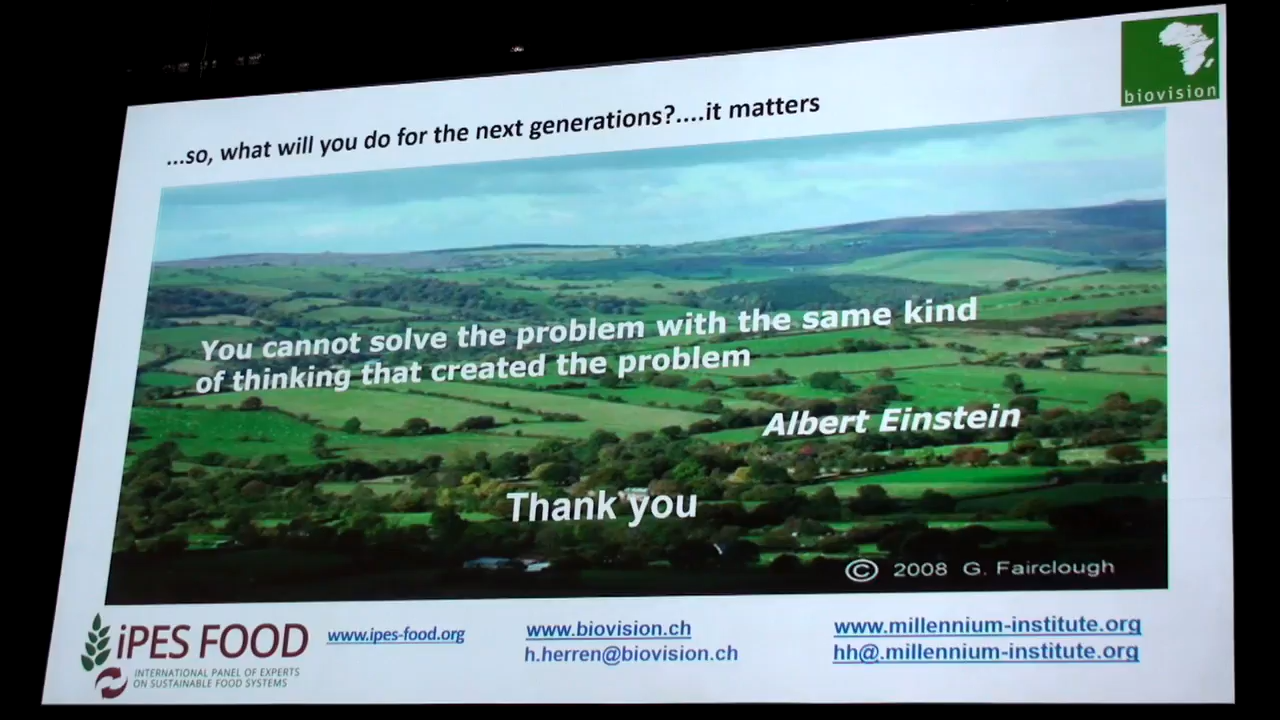 ...so, what will you do for the next generations?....it matters
biovision
You cannot solve the problem with the same kind
of thinking that created the problem
Albert Einstein
Thank you
© 2008 G. Fairclough
iPES FOOD
INTERNATIONAL PANEL OF EXPERTS
ON SUSTAINABLE FOOD SYSTEMS
www.ipes-food.org
www.biovision.ch
h.herren@biovision.ch
www.millennium-institute.org
hh@.millennium-institute.org